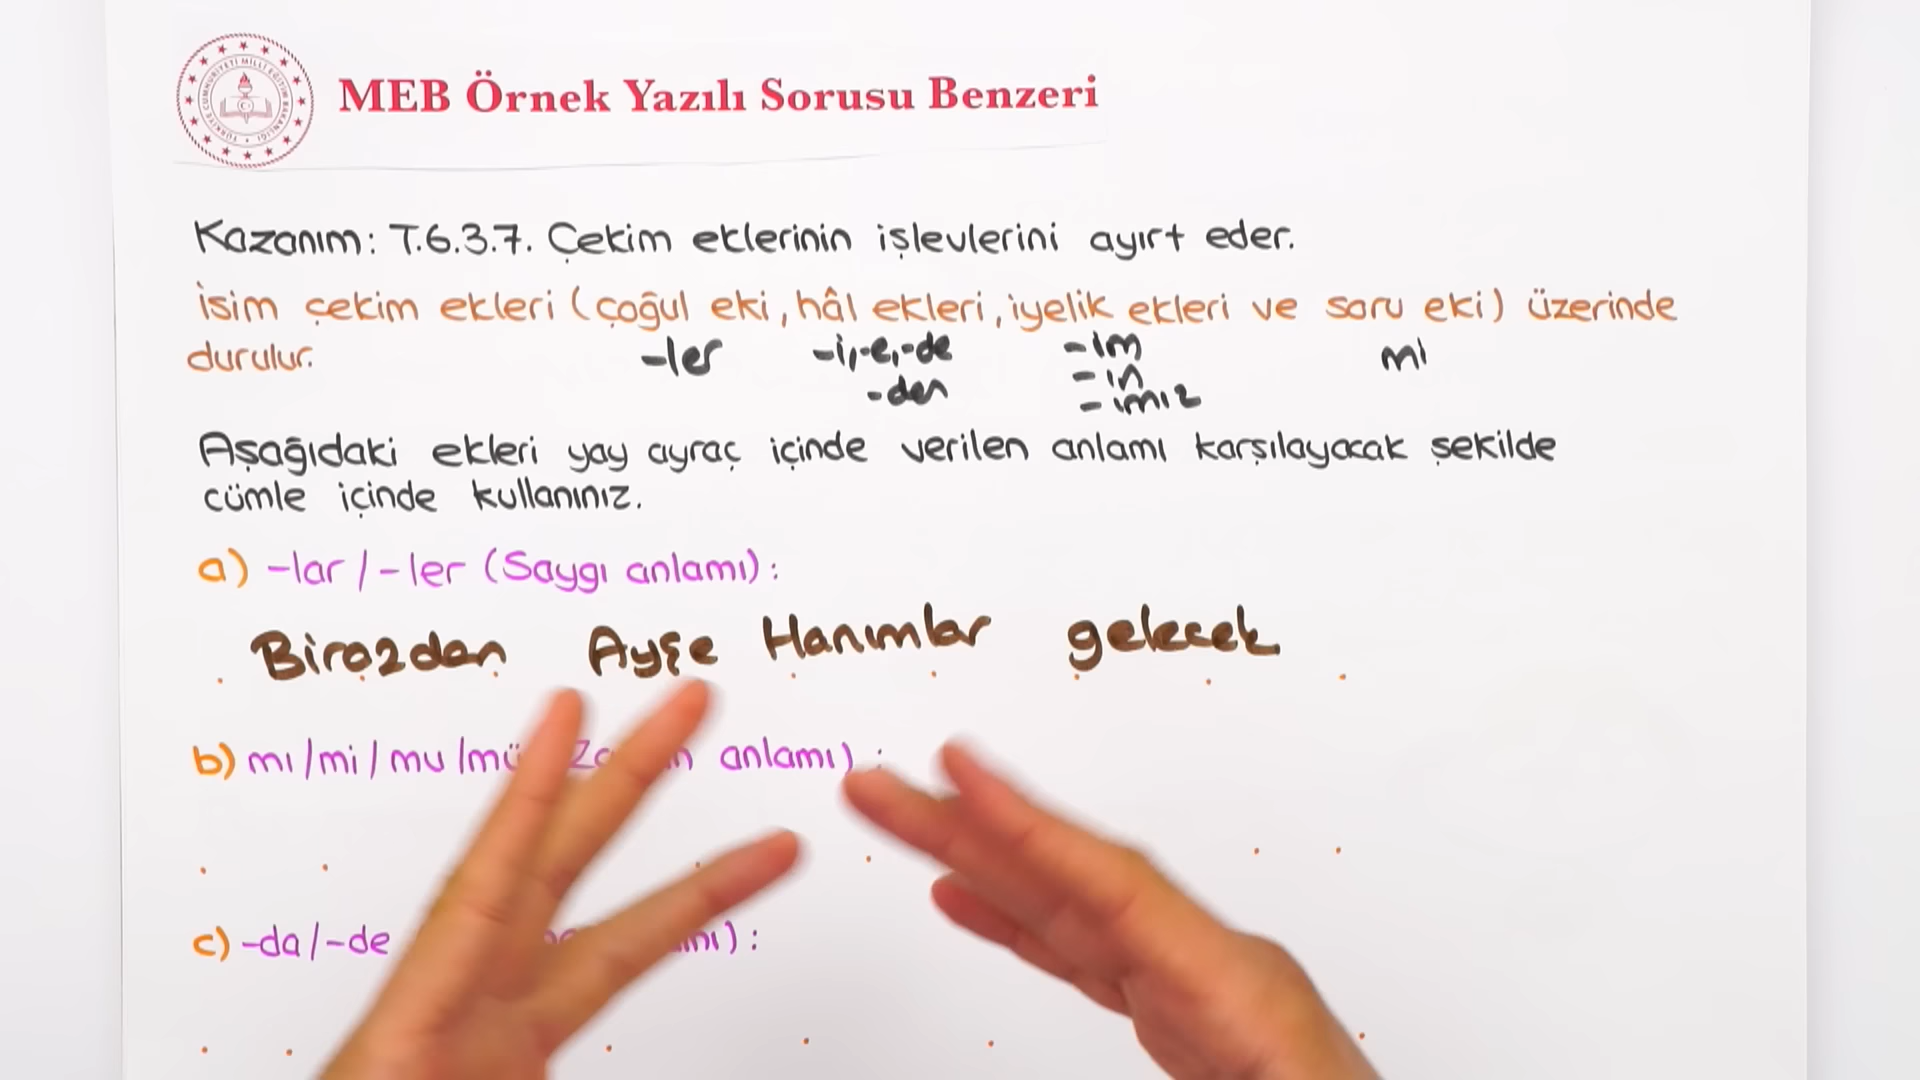 MEB Örnek Yazılı Sorusu Benzeri
Kazanım: T.6.3.7. Çekim eklerinin işlevlerini ayırt eder.
İsim çekim ekleri (çoğul eki, hâl ekleri, iyelik ekleri ve soru eki) üzerinde
durulur.
-ler -i,-e,-de -ım mi
-den -ın
-ımız
Aşağıdaki ekleri yay ayraç içinde verilen anlamı karşılayacak şekilde
cümle içinde kullanınız.
a) -lar / -ler (Saygı anlamı):
Birazdan Ayşe Hanımlar gelecek
b) mı / mi / mu / mü anlamı) :
c) -da / -de :